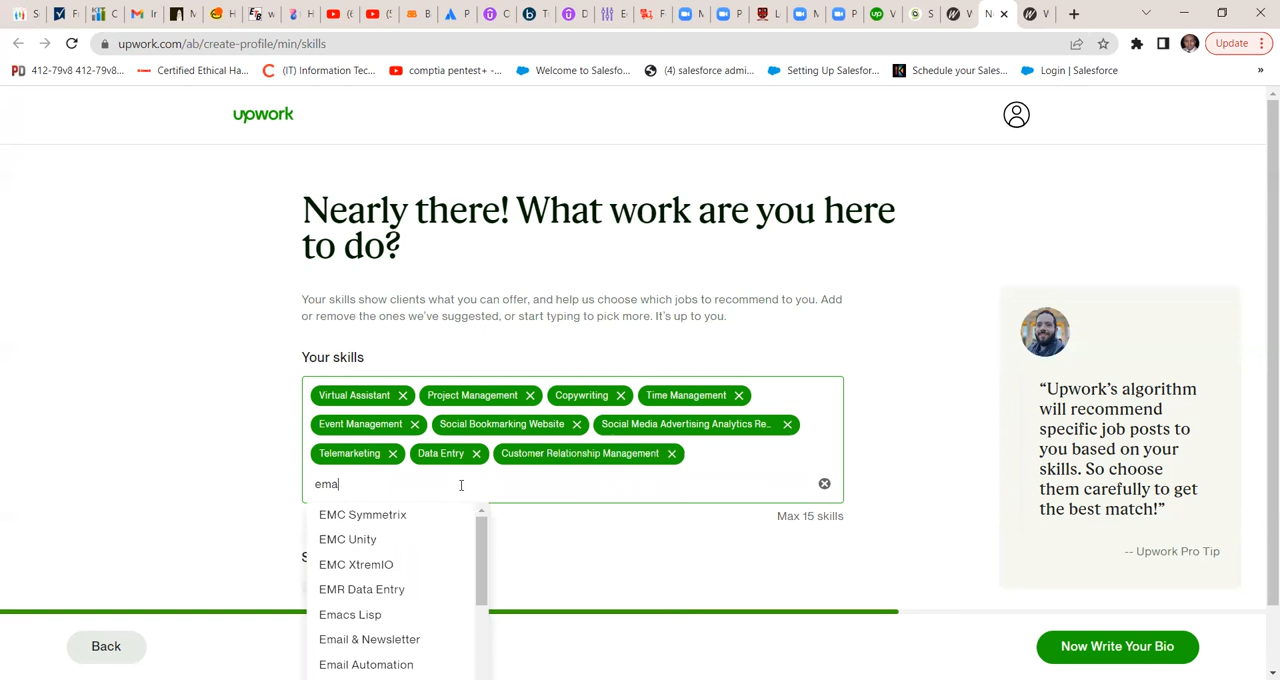 S
Fr
C
Ir
N
H
w
H
(6
(S
B
P
C
T
D
E
F
M
P
M
L
M
P
V
S
W
N
V
upwork.com/ab/create-profile/min/skills
Update
412-79v8 412-79v8...
Certified Ethical Ha...
(IT) Information Tec...
comptia pentest+ -...
Welcome to Salesfo...
(4) salesforce admi...
Setting Up Salesfor...
Schedule your Sales...
Login | Salesforce
»
upwork
Nearly there! What work are you here
to do?
Your skills show clients what you can offer, and help us choose which jobs to recommend to you. Add
or remove the ones we've suggested, or start typing to pick more. It's up to you.
Your skills
Virtual Assistant
Project Management
Copywriting
Time Management
Event Management
Social Bookmarking Website
Social Media Advertising Analytics Re...
Telemarketing
Data Entry
Customer Relationship Management
ema
Max 15 skills
EMC Symmetrix
EMC Unity
EMC XtremIO
EMR Data Entry
Emacs Lisp
Email & Newsletter
Email Automation
"Upwork's algorithm
will recommend
specific job posts to
you based on your
skills. So choose
them carefully to get
the best match!"
-- Upwork Pro Tip
Back
Now Write Your Bio